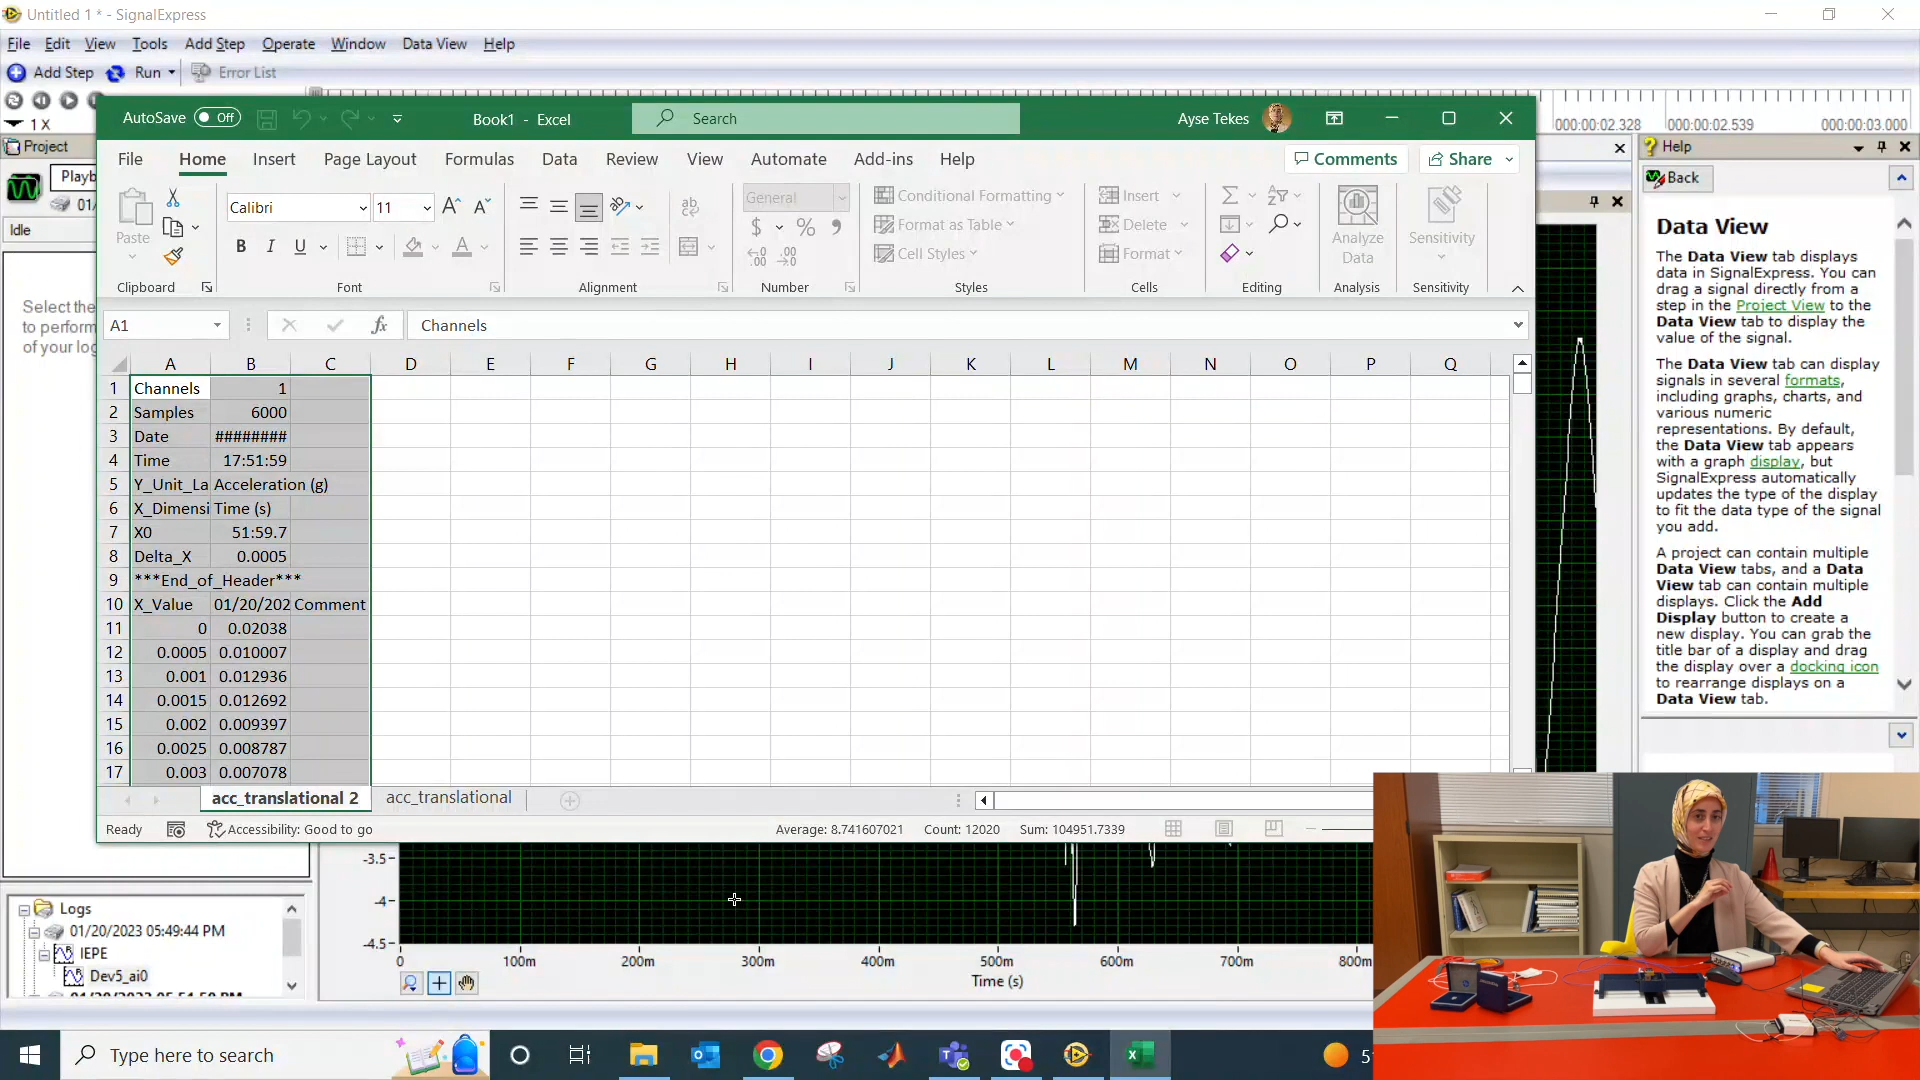 Untitled 1 * - SignalExpress
File Edit View Tools Add Step Operate Window Data View Help
Add Step Run Error List
1X
000:00:02.328 000:00:02.539 000:00:03.000
Project
Playb
Idle
Select the
to perform
of your log
AutoSave Off
Book1 - Excel
Search
Ayse Tekes
File Home Insert Page Layout Formulas Data Review View Automate Add-ins Help
Comments Share
Paste
Calibri 11
B I U
General
$ % 9
Conditional Formatting
Format as Table
Cell Styles
Insert
Delete
Format
Analyze
Data
Sensitivity
Clipboard Font Alignment Number Styles Cells Editing Analysis Sensitivity
A1 fx Channels
A B C D E F G H I J K L M N O P Q
1 Channels 1
2 Samples 6000
3 Date ########
4 Time 17:51:59
5 Y_Unit_La Acceleration (g)
6 X_Dimensi Time (s)
7 X0 51:59.7
8 Delta_X 0.0005
9 ***End_of_Header***
10 X_Value 01/20/202 Comment
11 0 0.02038
12 0.0005 0.010007
13 0.001 0.012936
14 0.0015 0.012692
15 0.002 0.009397
16 0.0025 0.008787
17 0.003 0.007078
acc_translational 2 acc_translational
Ready Accessibility: Good to go Average: 8.741607021 Count: 12020 Sum: 104951.7339
Help
Back
Data View
The Data View tab displays
data in SignalExpress. You can
drag a signal directly from a
step in the Project View to the
Data View tab to display the
value of the signal.
The Data View tab can display
signals in several formats,
including graphs, charts, and
various numeric
representations. By default,
the Data View tab appears
with a graph display, but
SignalExpress automatically
updates the type of the display
to fit the data type of the signal
you add.
A project can contain multiple
Data View tabs, and a Data
View tab can contain multiple
displays. Click the Add
Display button to create a
new display. You can grab the
title bar of a display and drag
the display over a docking icon
to rearrange displays on a
Data View tab.
-3.5
-4
-4.5
0 100m 200m 300m 400m 500m 600m 700m 800m
Time (s)
Logs
01/20/2023 05:49:44 PM
IEPE
Dev5_ai0
Type here to search